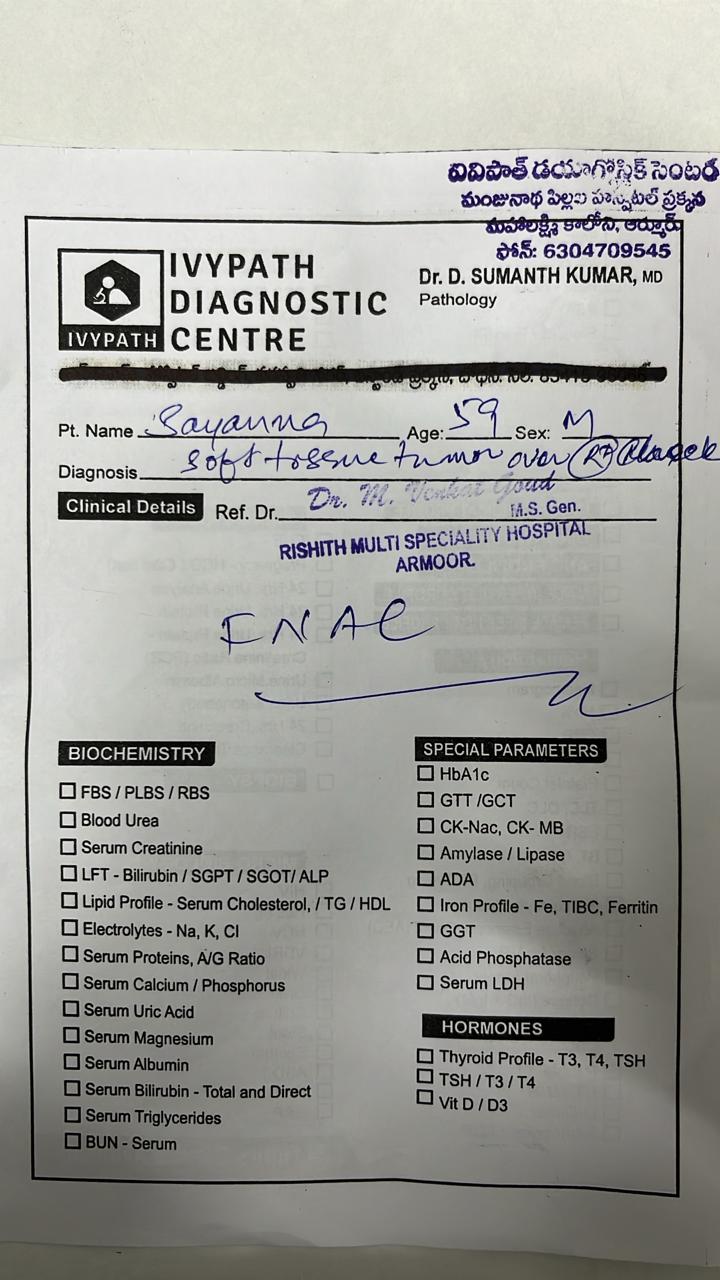 ఐవిపాత్ డయాగ్నోస్టిక్ సెంటర్
మంజునాథ పిల్లల హాస్పిటల్ ప్రక్కన
మహాలక్ష్మి కాలోని, ఆర్మూర్
ఫోన్: 6304709545
IVYPATH
DIAGNOSTIC
CENTRE
IVYPATH
Dr. D. SUMANTH KUMAR, MD
Pathology
Pt. Name Sayanna Age: 59 Sex: M
Diagnosis soft tissue tumor over Rt
Clinical Details Ref. Dr. Dr. M. Venkat Goud
M.S. Gen.
RISHITH MULTI SPECIALITY HOSPITAL
ARMOOR.
FNAC
BIOCHEMISTRY
FBS / PLBS / RBS
Blood Urea
Serum Creatinine
LFT - Bilirubin / SGPT / SGOT/ ALP
Lipid Profile - Serum Cholesterol, / TG / HDL
Electrolytes - Na, K, Cl
Serum Proteins, A/G Ratio
Serum Calcium / Phosphorus
Serum Uric Acid
Serum Magnesium
Serum Albumin
Serum Bilirubin - Total and Direct
Serum Triglycerides
BUN - Serum
SPECIAL PARAMETERS
HbA1c
GTT /GCT
CK-Nac, CK- MB
Amylase / Lipase
ADA
Iron Profile - Fe, TIBC, Ferritin
GGT
Acid Phosphatase
Serum LDH
HORMONES
Thyroid Profile - T3, T4, TSH
TSH / T3 / T4
Vit D / D3